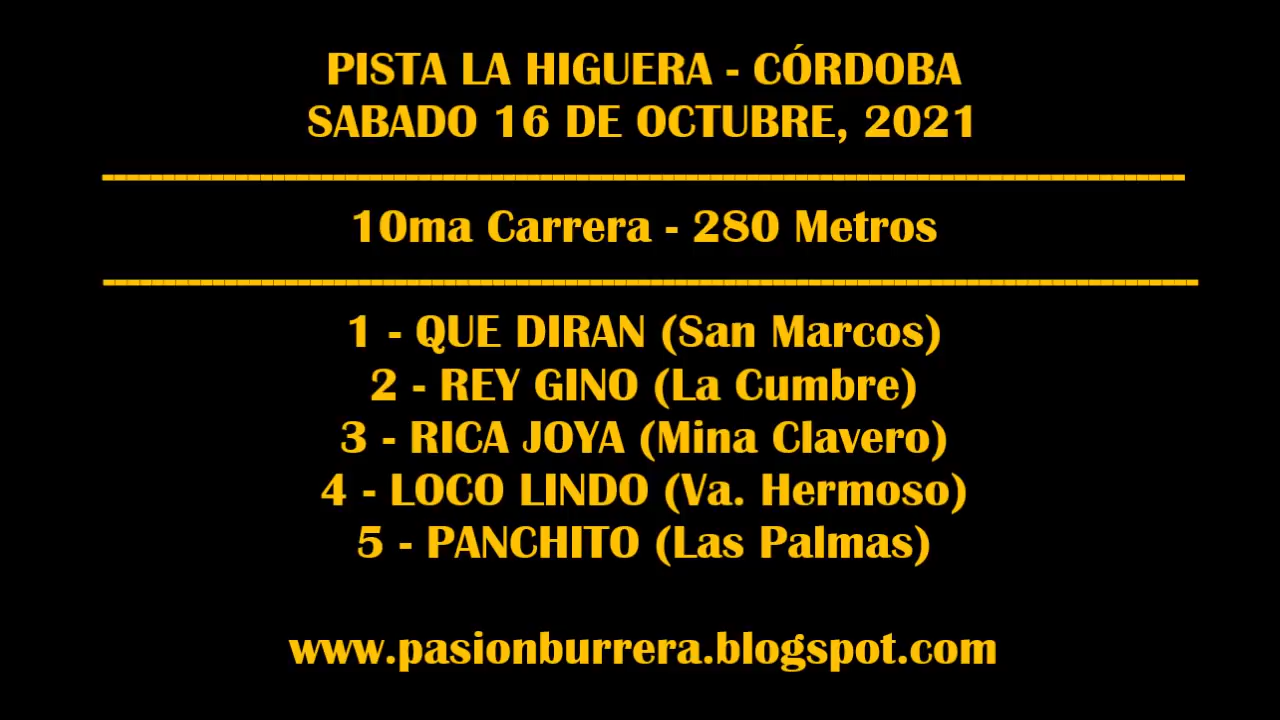 PISTA LA HIGUERA - CÓRDOBA
SABADO 16 DE OCTUBRE, 2021
10ma Carrera - 280 Metros
1 - QUE DIRAN (San Marcos)
2 - REY GINO (La Cumbre)
3 - RICA JOYA (Mina Clavero)
4 - LOCO LINDO (Va. Hermoso)
5 - PANCHITO (Las Palmas)
www.pasionburrera.blogspot.com